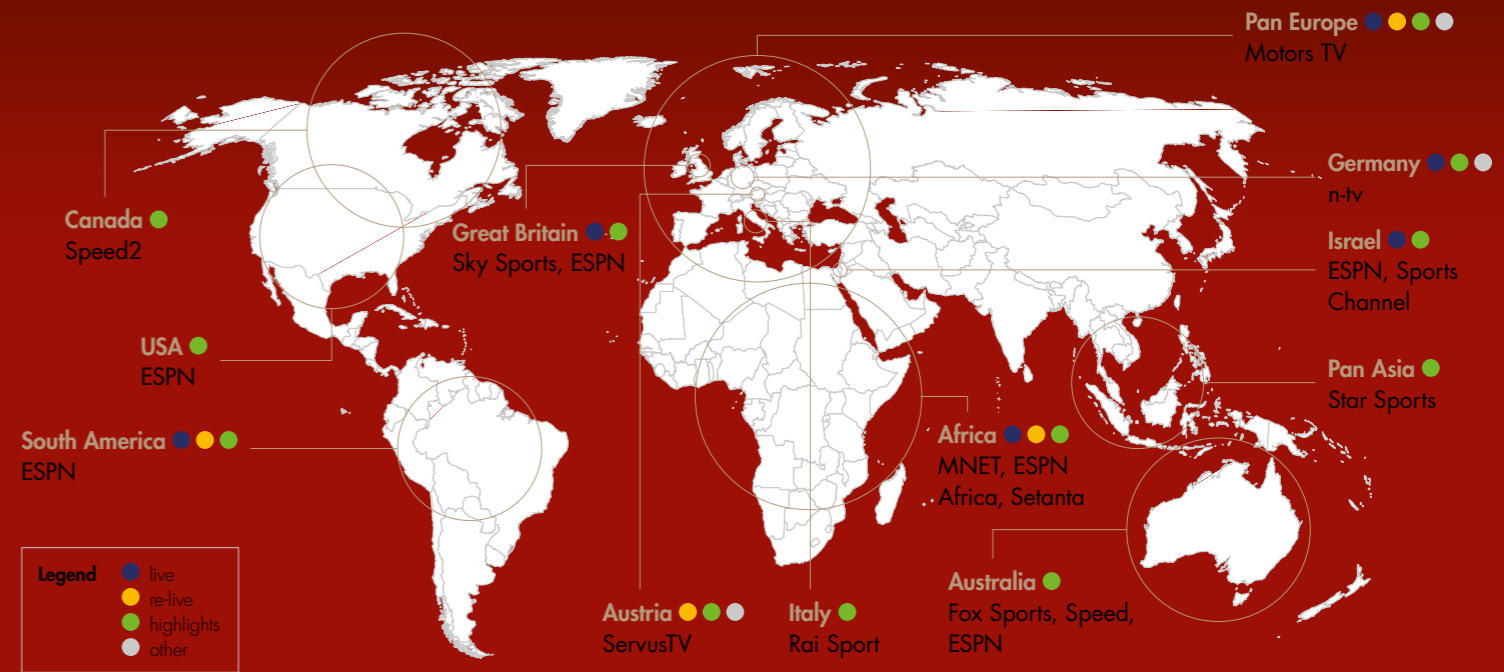 Pan Europe
Motors TV
Germany
n-tv
Canada
Speed2
Great Britain
Sky Sports, ESPN
Israel
ESPN, Sports
Channel
USA
ESPN
Pan Asia
Star Sports
South America
ESPN
Africa
MNET, ESPN
Africa, Setanta
Legend
live
re-live
highlights
other
Austria
ServusTV
Italy
Rai Sport
Australia
Fox Sports, Speed,
ESPN